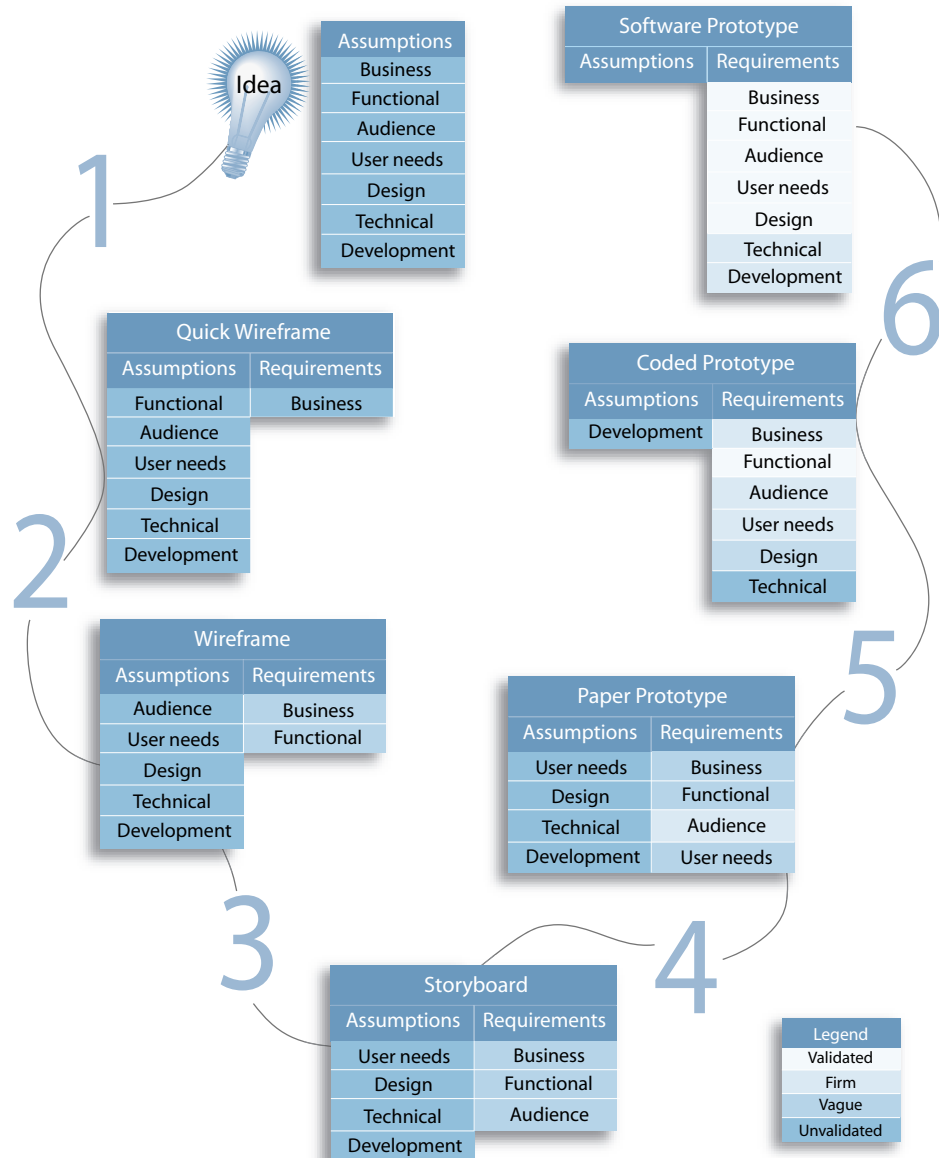 Idea
Assumptions
Business
Functional
Audience
User needs
Design
Technical
Development
1
Quick Wireframe
Assumptions Requirements
Functional Business
Audience
User needs
Design
Technical
Development
2
Wireframe
Assumptions Requirements
Audience Business
User needs Functional
Design
Technical
Development
3
Storyboard
Assumptions Requirements
User needs Business
Design Functional
Technical Audience
Development
4
Paper Prototype
Assumptions Requirements
User needs Business
Design Functional
Technical Audience
Development User needs
5
Coded Prototype
Assumptions Requirements
Development Business
Functional
Audience
User needs
Design
Technical
6
Software Prototype
Assumptions Requirements
Business
Functional
Audience
User needs
Design
Technical
Development
Legend
Validated
Firm
Vague
Unvalidated